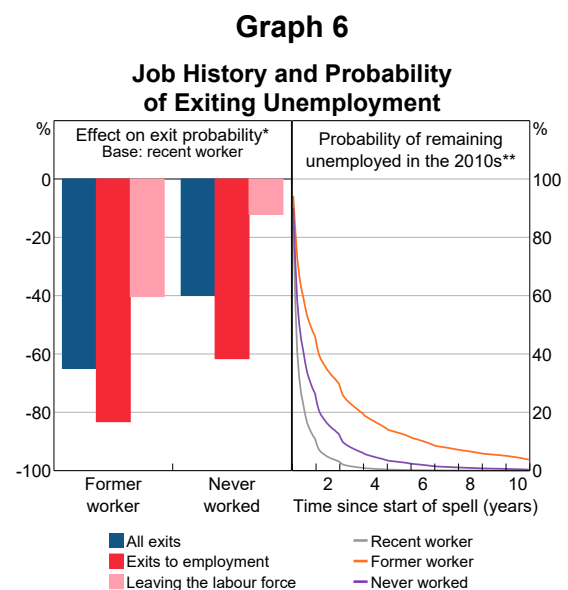 Graph 6
Job History and Probability
of Exiting Unemployment
%
Effect on exit probability*
Base: recent worker
Probability of remaining
unemployed in the 2010s**
%
0
-20
-40
-60
-80
-100
100
80
60
40
20
0
Former
worker
Never
worked
2 4 6 8 10
Time since start of spell (years)
All exits
Exits to employment
Leaving the labour force
Recent worker
Former worker
Never worked